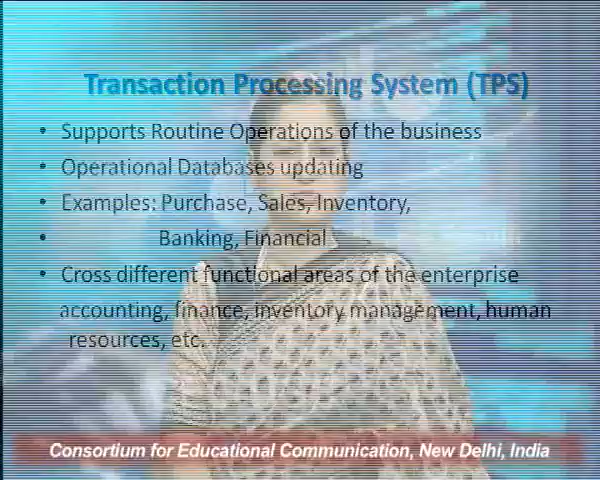 Transaction Processing System (TPS)
• Supports Routine Operations of the business
• Operational Databases updating
• Examples: Purchase, Sales, Inventory,
• Banking, Financial
• Cross different functional areas of the enterprise
accounting, finance, inventory management, human
resources, etc.
Consortium for Educational Communication, New Delhi, India